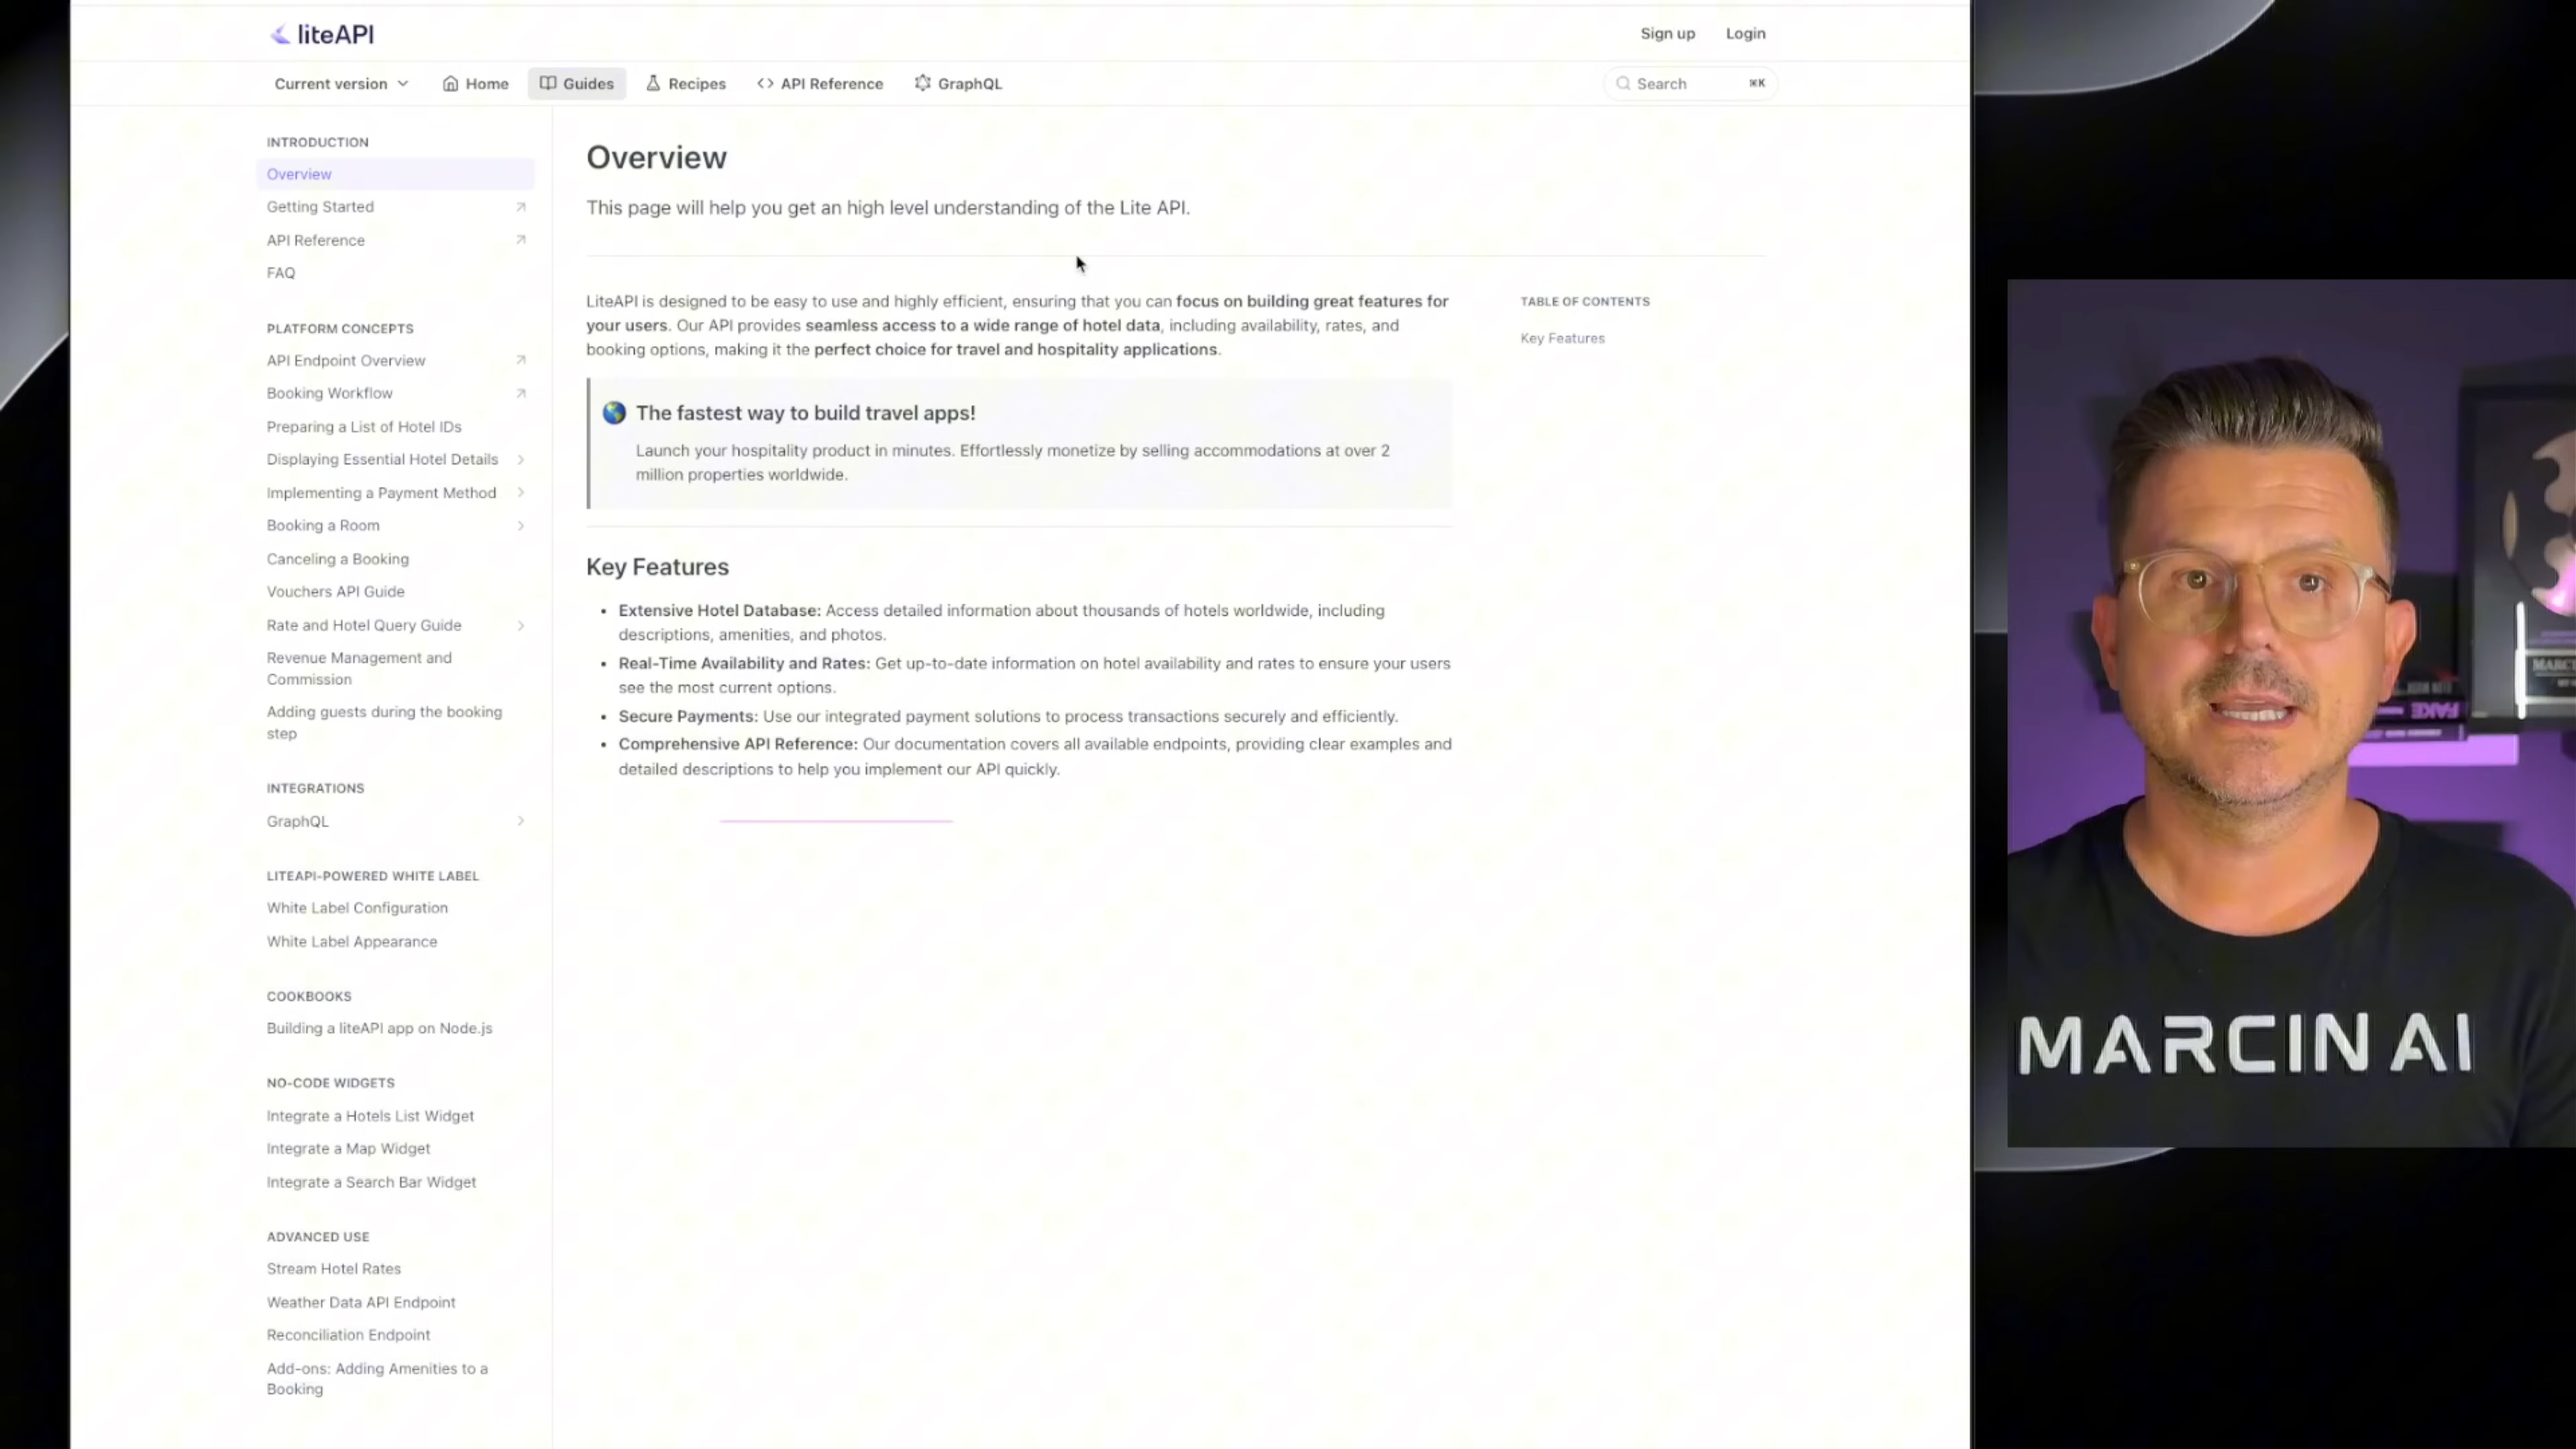 liteAPI
Sign up
Login
Current version
Home
Guides
Recipes
API Reference
GraphQL
Search
⌘K
INTRODUCTION
Overview
Getting Started
API Reference
FAQ
PLATFORM CONCEPTS
API Endpoint Overview
Booking Workflow
Preparing a List of Hotel IDs
Displaying Essential Hotel Details
Implementing a Payment Method
Booking a Room
Canceling a Booking
Vouchers API Guide
Rate and Hotel Query Guide
Revenue Management and
Commission
Adding guests during the booking
step
INTEGRATIONS
GraphQL
LITEAPI-POWERED WHITE LABEL
White Label Configuration
White Label Appearance
COOKBOOKS
Building a liteAPI app on Node.js
NO-CODE WIDGETS
Integrate a Hotels List Widget
Integrate a Map Widget
Integrate a Search Bar Widget
ADVANCED USE
Stream Hotel Rates
Weather Data API Endpoint
Reconciliation Endpoint
Add-ons: Adding Amenities to a
Booking
Overview
This page will help you get an high level understanding of the Lite API.
LiteAPI is designed to be easy to use and highly efficient, ensuring that you can focus on building great features for
your users. Our API provides seamless access to a wide range of hotel data, including availability, rates, and
booking options, making it the perfect choice for travel and hospitality applications.
The fastest way to build travel apps!
Launch your hospitality product in minutes. Effortlessly monetize by selling accommodations at over 2
million properties worldwide.
Key Features
• Extensive Hotel Database: Access detailed information about thousands of hotels worldwide, including
descriptions, amenities, and photos.
• Real-Time Availability and Rates: Get up-to-date information on hotel availability and rates to ensure your users
see the most current options.
• Secure Payments: Use our integrated payment solutions to process transactions securely and efficiently.
• Comprehensive API Reference: Our documentation covers all available endpoints, providing clear examples and
detailed descriptions to help you implement our API quickly.
TABLE OF CONTENTS
Key Features
FAKE
MARCIN AI